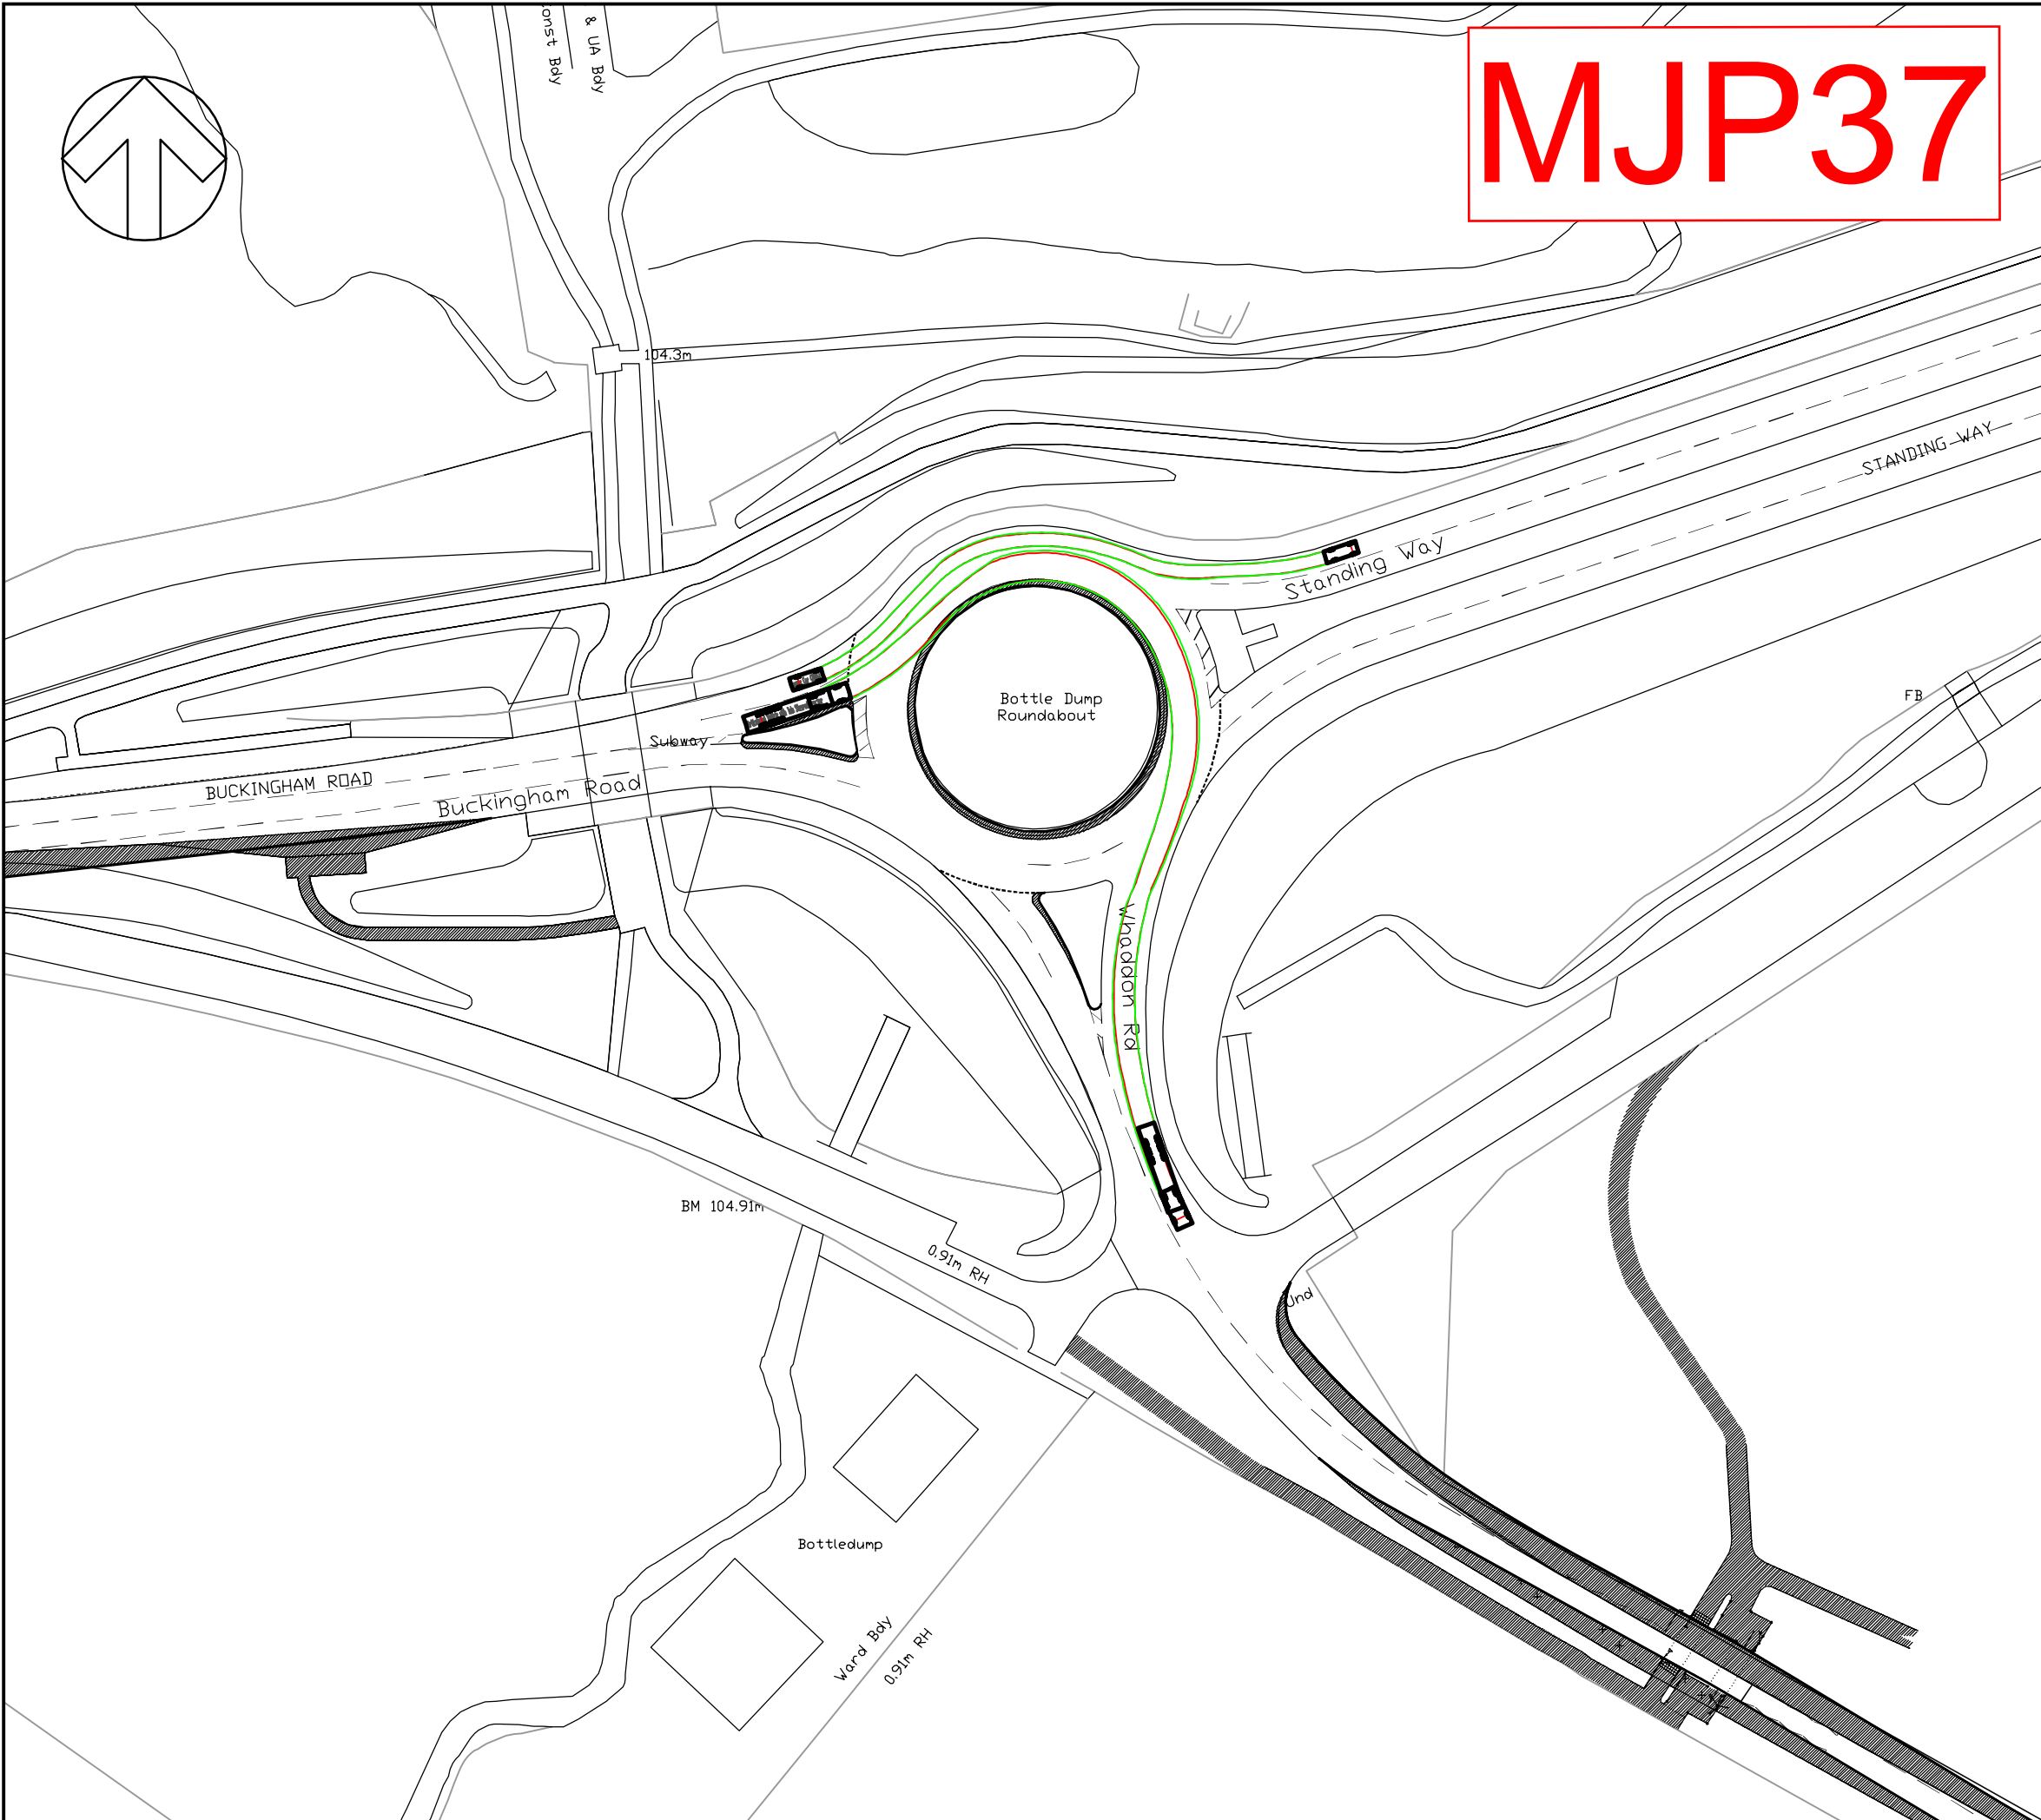 onst Bdy
& UA Bdy
MJP37
104.3m
STANDING WAY
Standing Way
Bottle Dump
Roundabout
FB
Subway
BUCKINGHAM ROAD
Buckingham Road
Whaddon Rd
BM 104.91m
0.91m RH
Und
Bottledump
Ward Bdy
0.91m RH